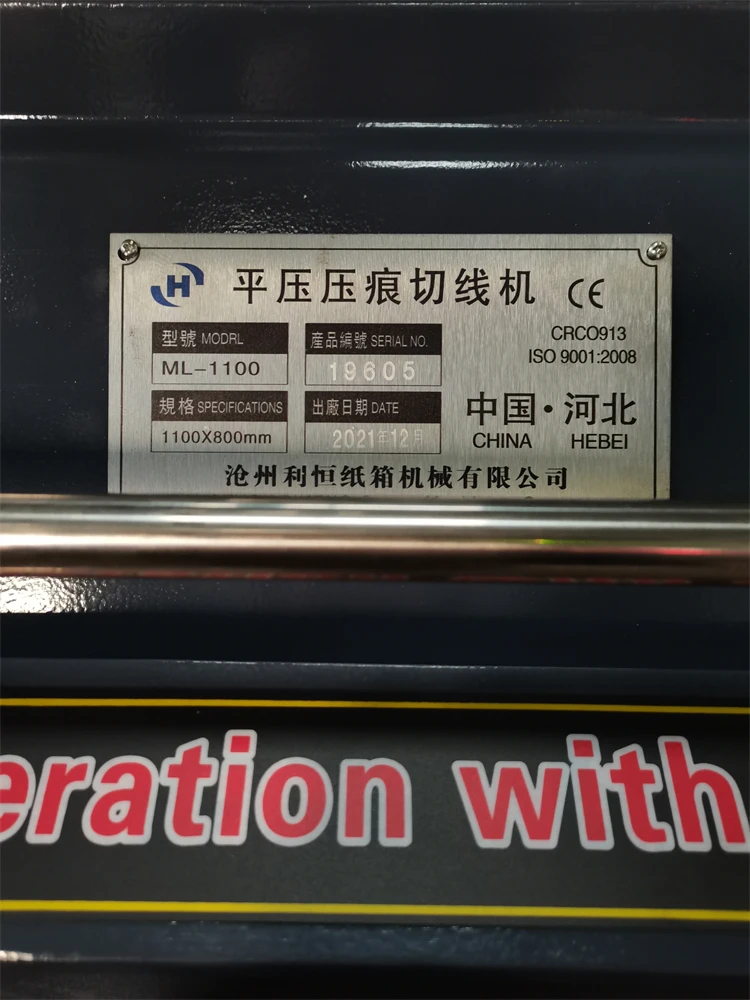 H 平压压痕切线机 CE
型號 MODRL
ML-1100
産品編號 SERIAL NO.
19605
CRCO913
ISO 9001:2008
規格 SPECIFICATIONS
1100X800mm
出廠日期 DATE
2021年12月
中国·河北
CHINA HEBEI
沧州利恒纸箱机械有限公司
eration with